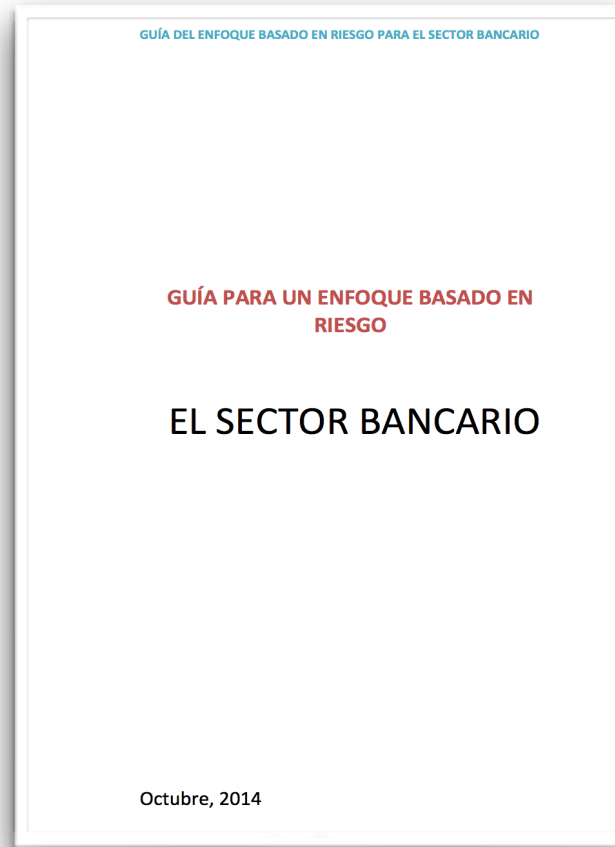 GUÍA DEL ENFOQUE BASADO EN RIESGO PARA EL SECTOR BANCARIO
GUÍA PARA UN ENFOQUE BASADO EN
RIESGO
EL SECTOR BANCARIO
Octubre, 2014